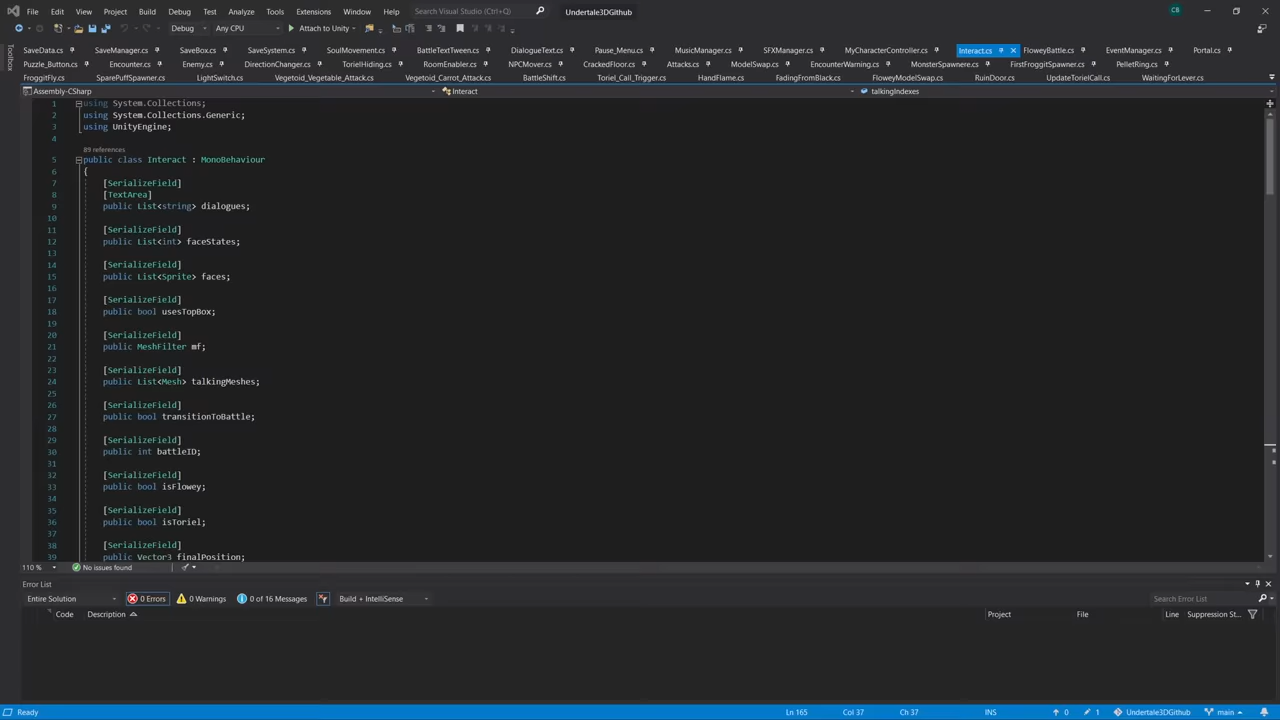 File Edit View Git Project Build Debug Test Analyze Tools Extensions Window Help Search Visual Studio (Ctrl+Q) Undertale3DGithub CB
Debug Any CPU Attach to Unity
SaveData.cs SaveManager.cs SaveBox.cs SaveSystem.cs SoulMovement.cs BattleTextTween.cs DialogueText.cs Pause_Menu.cs MusicManager.cs SFXManager.cs MyCharacterController.cs Interact.cs FloweyBattle.cs EventManager.cs Portal.cs
Puzzle_Button.cs Encounter.cs Enemy.cs DirectionChanger.cs TorielHiding.cs RoomEnabler.cs NPCMover.cs CrackedFloor.cs Attacks.cs ModelSwap.cs EncounterWarning.cs MonsterSpawnere.cs FirstFroggitSpawner.cs PelletRing.cs
FroggitFly.cs SparePuffSpawner.cs LightSwitch.cs Vegetoid_Vegetable_Attack.cs Vegetoid_Carrot_Attack.cs BattleShift.cs Toriel_Call_Trigger.cs HandFlame.cs FadingFromBlack.cs FloweyModelSwap.cs RuinDoor.cs UpdateTorielCall.cs WaitingForLever.cs
Toolbox
Assembly-CSharp Interact talkingIndexes
1 using System.Collections;
2 using System.Collections.Generic;
3 using UnityEngine;
4
89 references
5 public class Interact : MonoBehaviour
6 {
7 [SerializeField]
8 [TextArea]
9 public List<string> dialogues;
10
11 [SerializeField]
12 public List<int> faceStates;
13
14 [SerializeField]
15 public List<Sprite> faces;
16
17 [SerializeField]
18 public bool usesTopBox;
19
20 [SerializeField]
21 public MeshFilter mf;
22
23 [SerializeField]
24 public List<Mesh> talkingMeshes;
25
26 [SerializeField]
27 public bool transitionToBattle;
28
29 [SerializeField]
30 public int battleID;
31
32 [SerializeField]
33 public bool isFlowey;
34
35 [SerializeField]
36 public bool isToriel;
37
38 [SerializeField]
39 public Vector3 finalPosition;
110 % No issues found
Error List
Entire Solution 0 Errors 0 Warnings 0 of 16 Messages Build + IntelliSense Search Error List
Code Description Project File Line Suppression St...
Ready Ln 165 Col 37 Ch 37 INS 0 1 Undertale3DGithub main